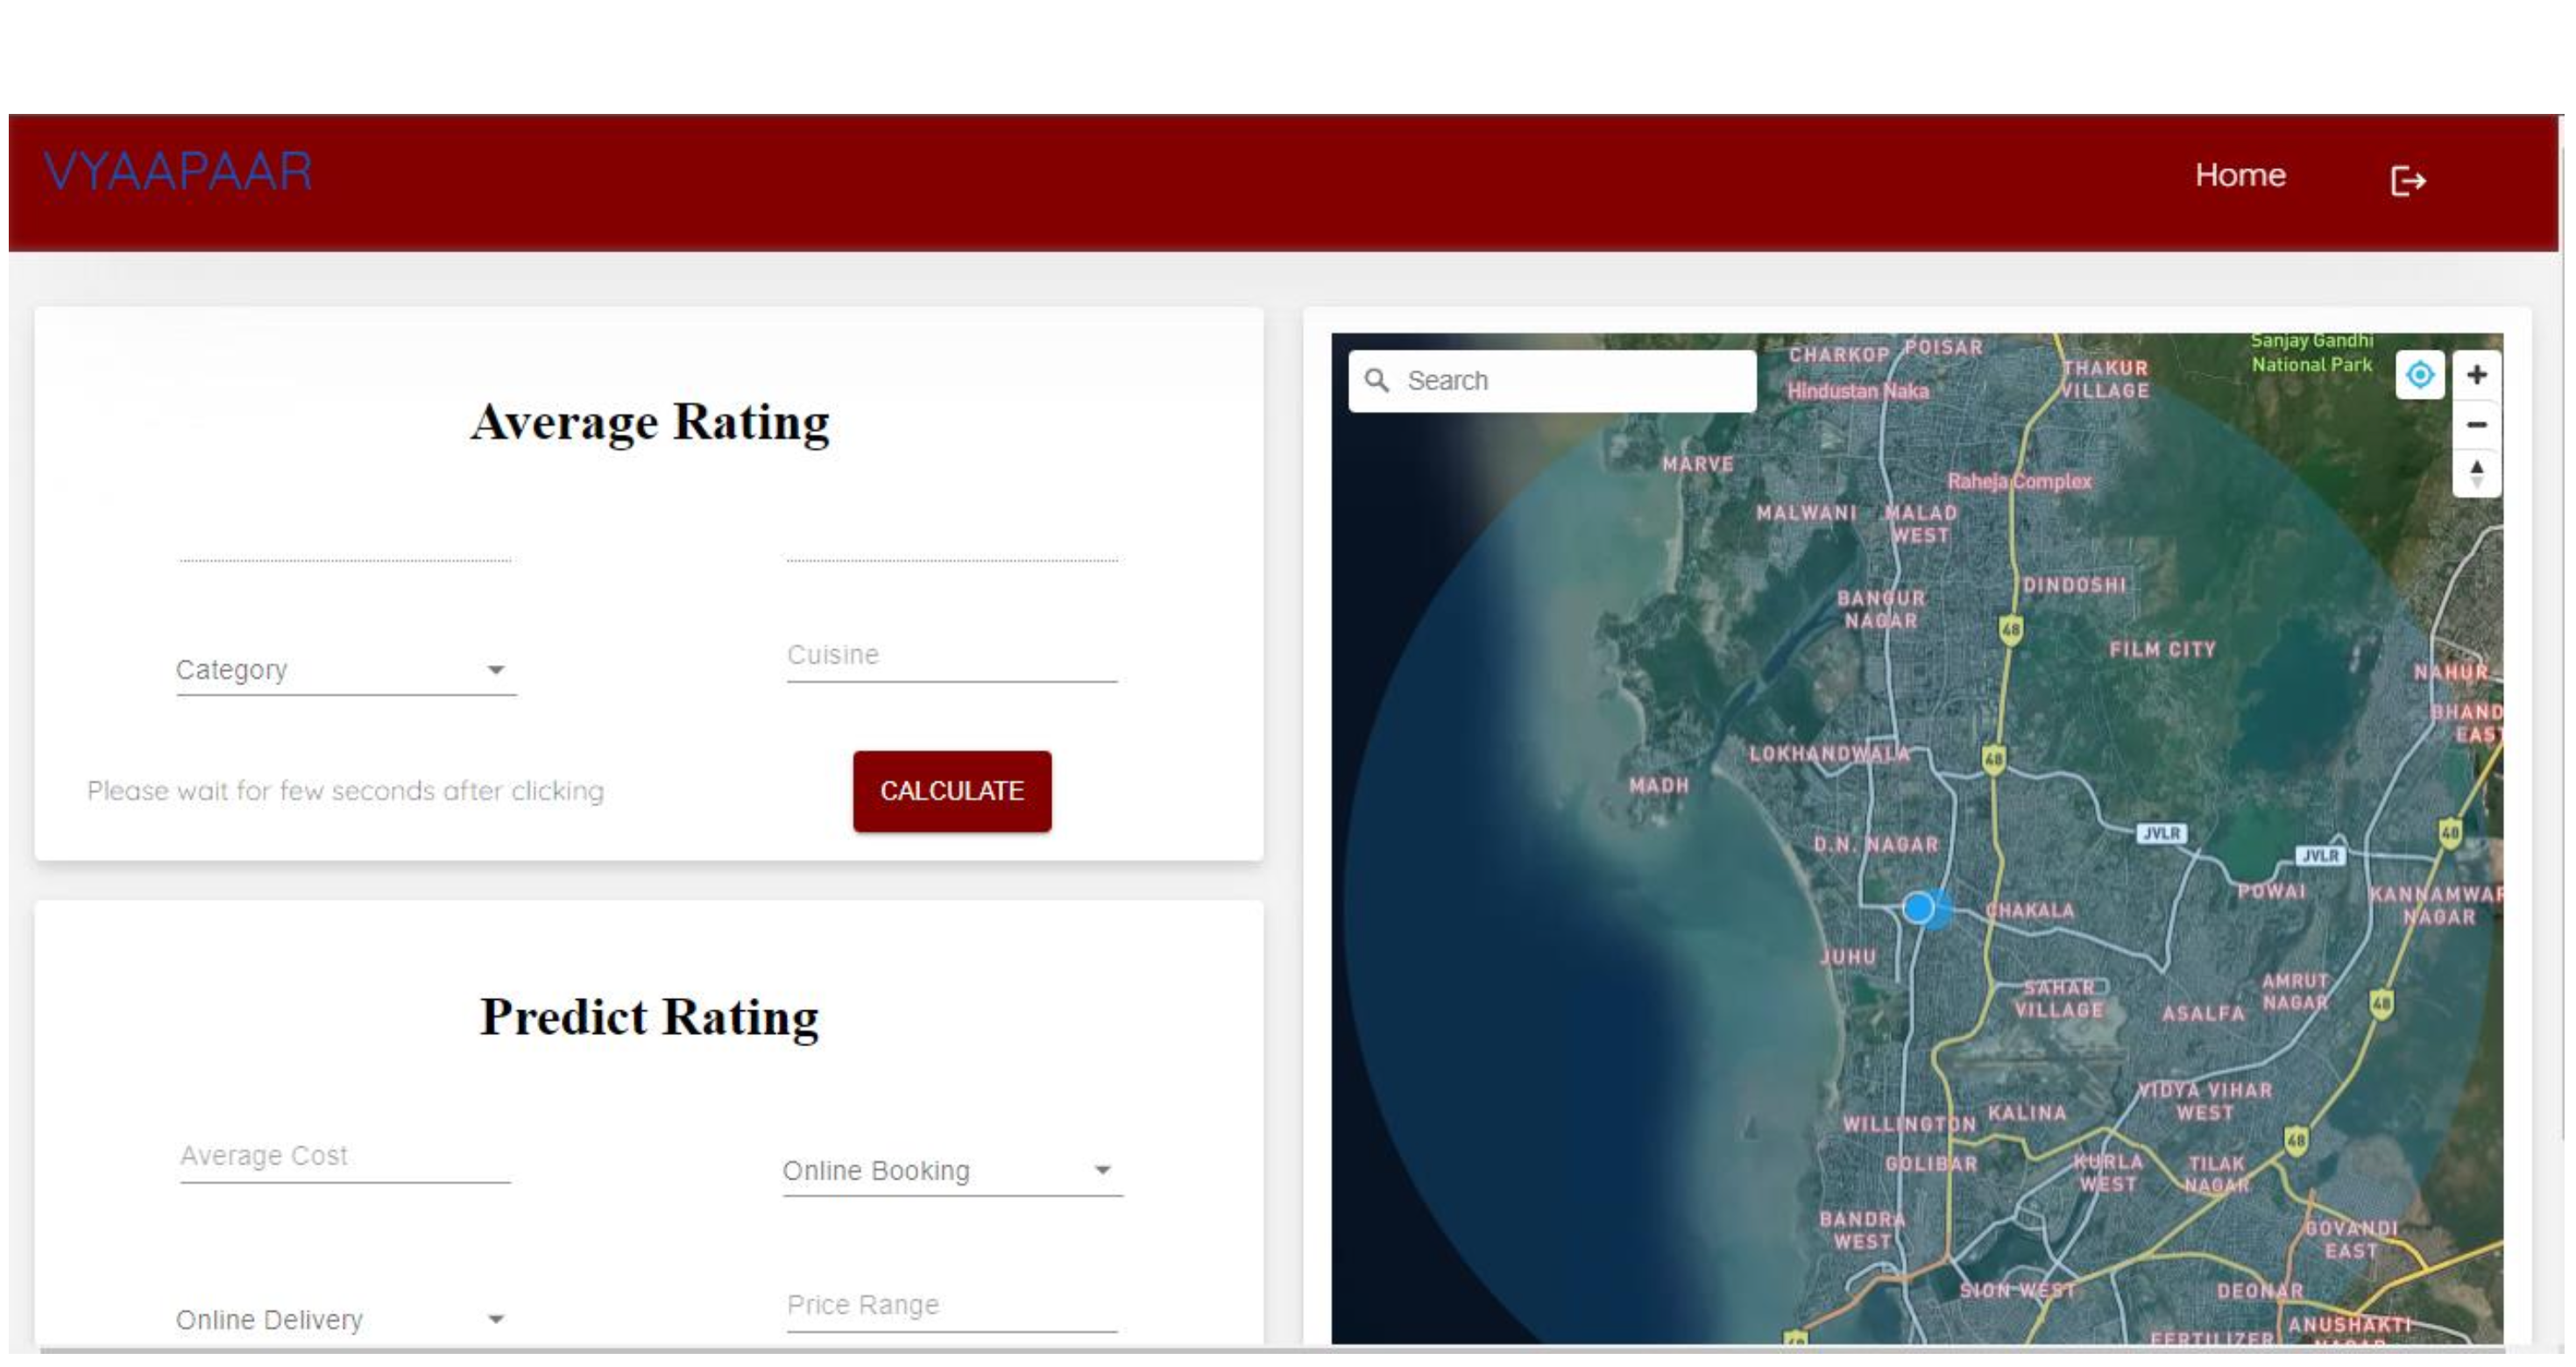 VYAAPAAR
Home
Average Rating
Category
Cuisine
Please wait for few seconds after clicking
CALCULATE
Predict Rating
Average Cost
Online Booking
Online Delivery
Price Range
Search
CHARKOP
POISAR
Hindustan Naka
THAKUR
VILLAGE
Sanjay Gandhi
National Park
MARVE
Raheja Complex
MALWANI
MALAD
WEST
DINDOSHI
BANGUR
NAGAR
48
FILM CITY
NAHUR
BHAND
EAST
LOKHANDWALA
48
MADH
JVLR
48
D.N. NAGAR
JVLR
POWAI
KANNAMWAR
NAGAR
CHAKALA
JUHU
SAHAR
VILLAGE
AMRUT
NAGAR
ASALFA
48
VIDYA VIHAR
WEST
WILLINGTON
KALINA
48
GOLIBAR
KURLA
WEST
TILAK
NAGAR
BANDRA
WEST
GOVANDI
EAST
SION WEST
DEONAR
ANUSHAKTI
NAGAR
FERTILIZER
48